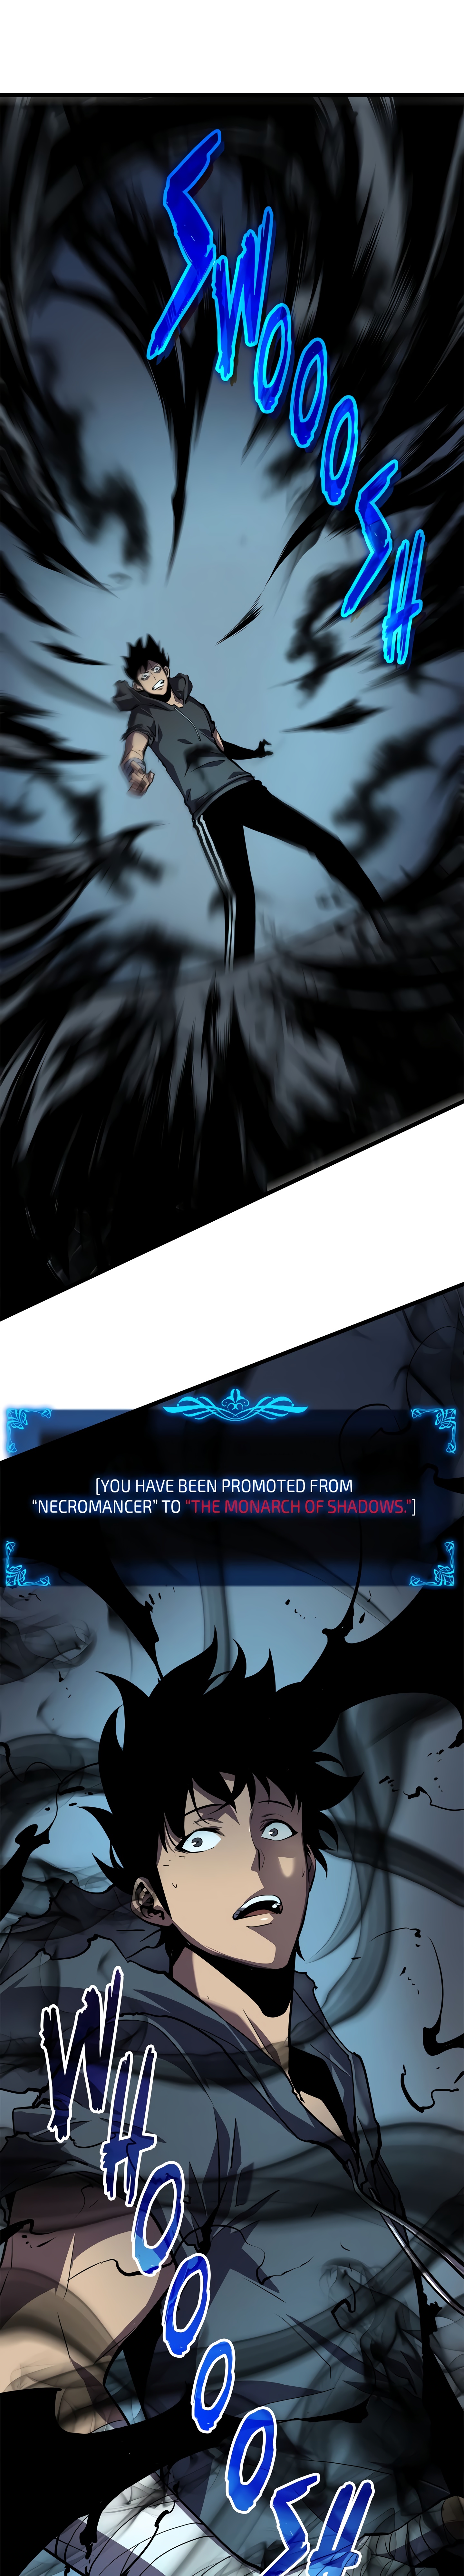 SWOOOSH
[YOU HAVE BEEN PROMOTED FROM
“NECROMANCER” TO “THE MONARCH OF SHADOWS.”]
WHOOOOSH